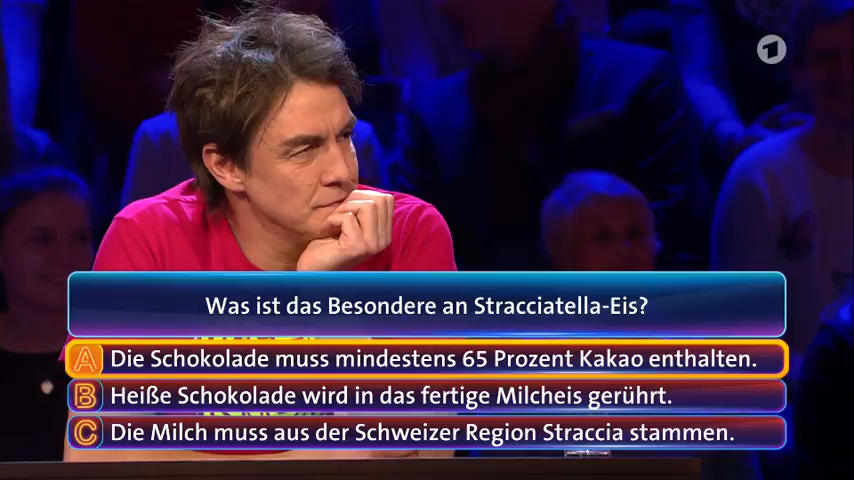 1
Was ist das Besondere an Stracciatella-Eis?
A Die Schokolade muss mindestens 65 Prozent Kakao enthalten.
B Heiße Schokolade wird in das fertige Milcheis gerührt.
C Die Milch muss aus der Schweizer Region Straccia stammen.